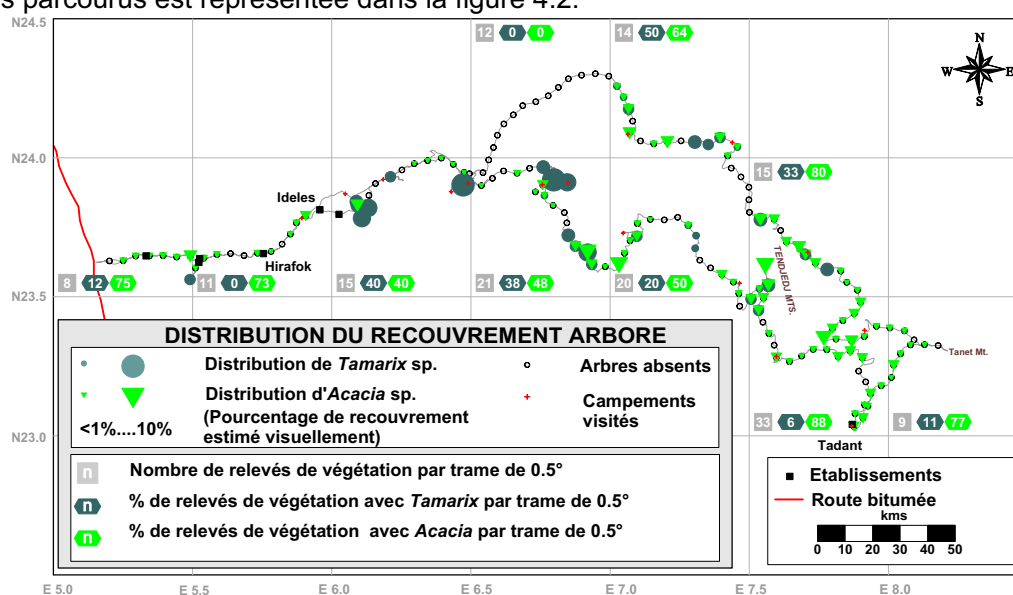 s parcourus est représentée dans la figure 4.2.
N24.5
12 0 0
14 50 64
N
W E
S
N24.0
15 33 80
Ideles
Hirafok
TENDJEDJ MTS.
8 12 75
11 0 73
15 40 40
21 38 48
20 20 50
N23.5
DISTRIBUTION DU RECOUVREMENT ARBORE
Distribution de Tamarix sp.
Arbres absents
Distribution d'Acacia sp.
(Pourcentage de recouvrement
estimé visuellement)
<1%....10%
Campements
visités
Tanet Mt.
N23.0
33 6 88
9 11 77
Tadant
n Nombre de relevés de végétation par trame de 0.5°
n % de relevés de végétation avec Tamarix par trame de 0.5°
n % de relevés de végétation avec Acacia par trame de 0.5°
Etablissements
Route bitumée
kms
0 10 20 30 40 50
E 5.0 E 5.5 E 6.0 E 6.5 E 7.0 E 7.5 E 8.0